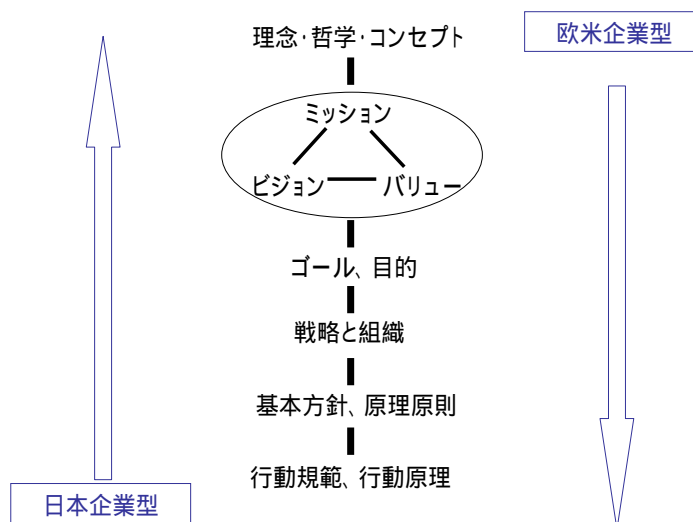 理念・哲学・コンセプト
欧米企業型
ミッション
ビジョン
バリュー
ゴール、目的
戦略と組織
基本方針、原理原則
行動規範、行動原理
日本企業型